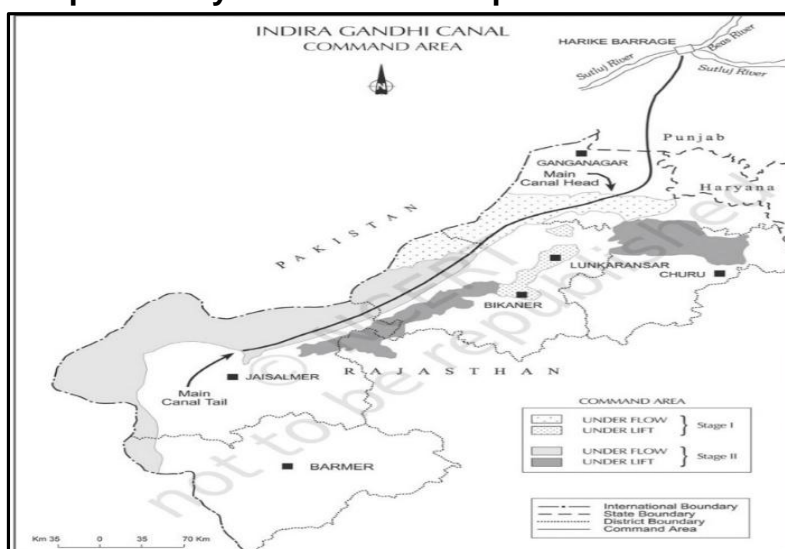 INDIRA GANDHI CANAL
COMMAND AREA
HARIKE BARRAGE
Sutluj River
Beas River
Sutluj River
N
Punjab
GANGANAGAR
Main
Canal Head
Haryana
PAKISTAN
LUNKARANSAR
CHURU
BIKANER
RAJASTHAN
JAISALMER
Main
Canal Tail
BARMER
© NCERT
not to be republished
COMMAND AREA
UNDER FLOW
UNDER LIFT
Stage I
UNDER FLOW
UNDER LIFT
Stage II
International Boundary
State Boundary
District Boundary
Command Area
Km 35 0 35 70 Km